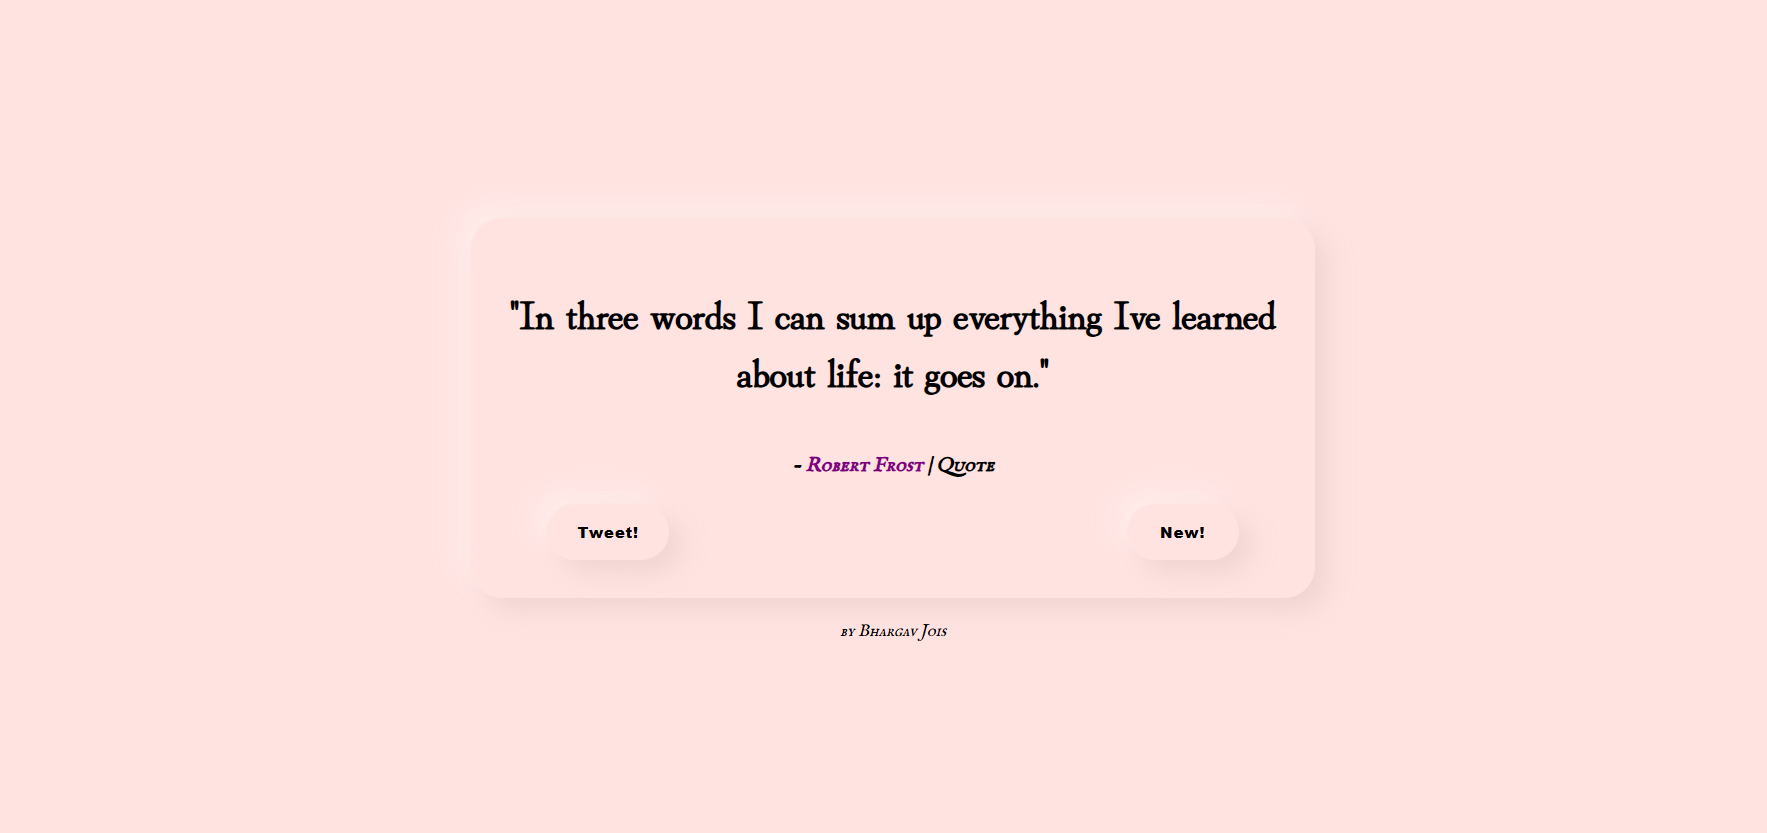 "In three words I can sum up everything Ive learned
about life: it goes on."
- Robert Frost | Quote
Tweet!
New!
by Bhargav Jois